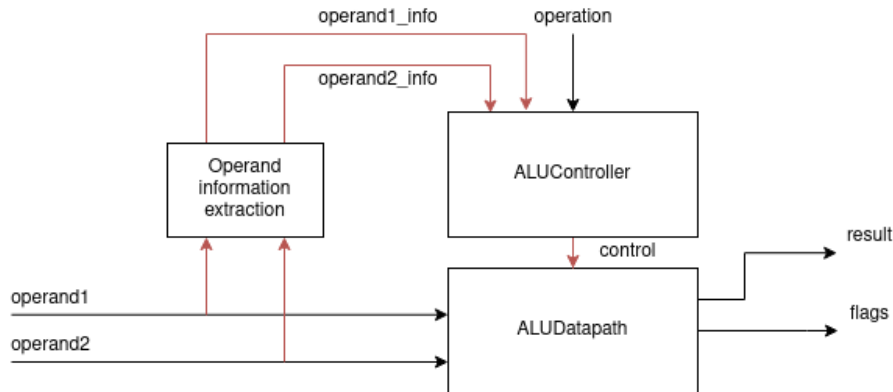 operand1_info
operation
operand2_info
Operand
information
extraction
ALUController
control
result
operand1
flags
ALUDatapath
operand2